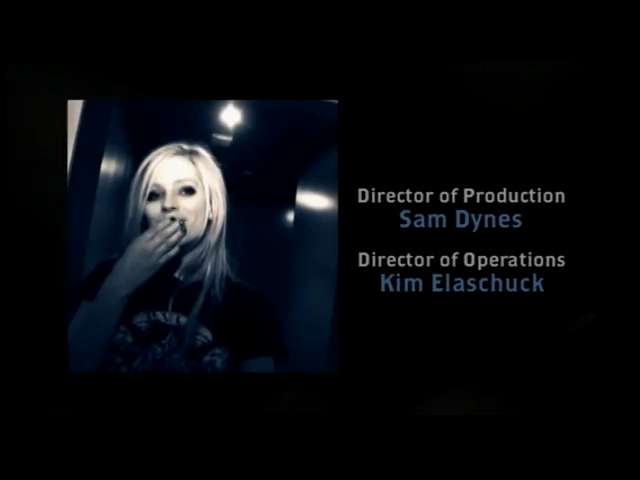 Director of Production
Sam Dynes
Director of Operations
Kim Elaschuck